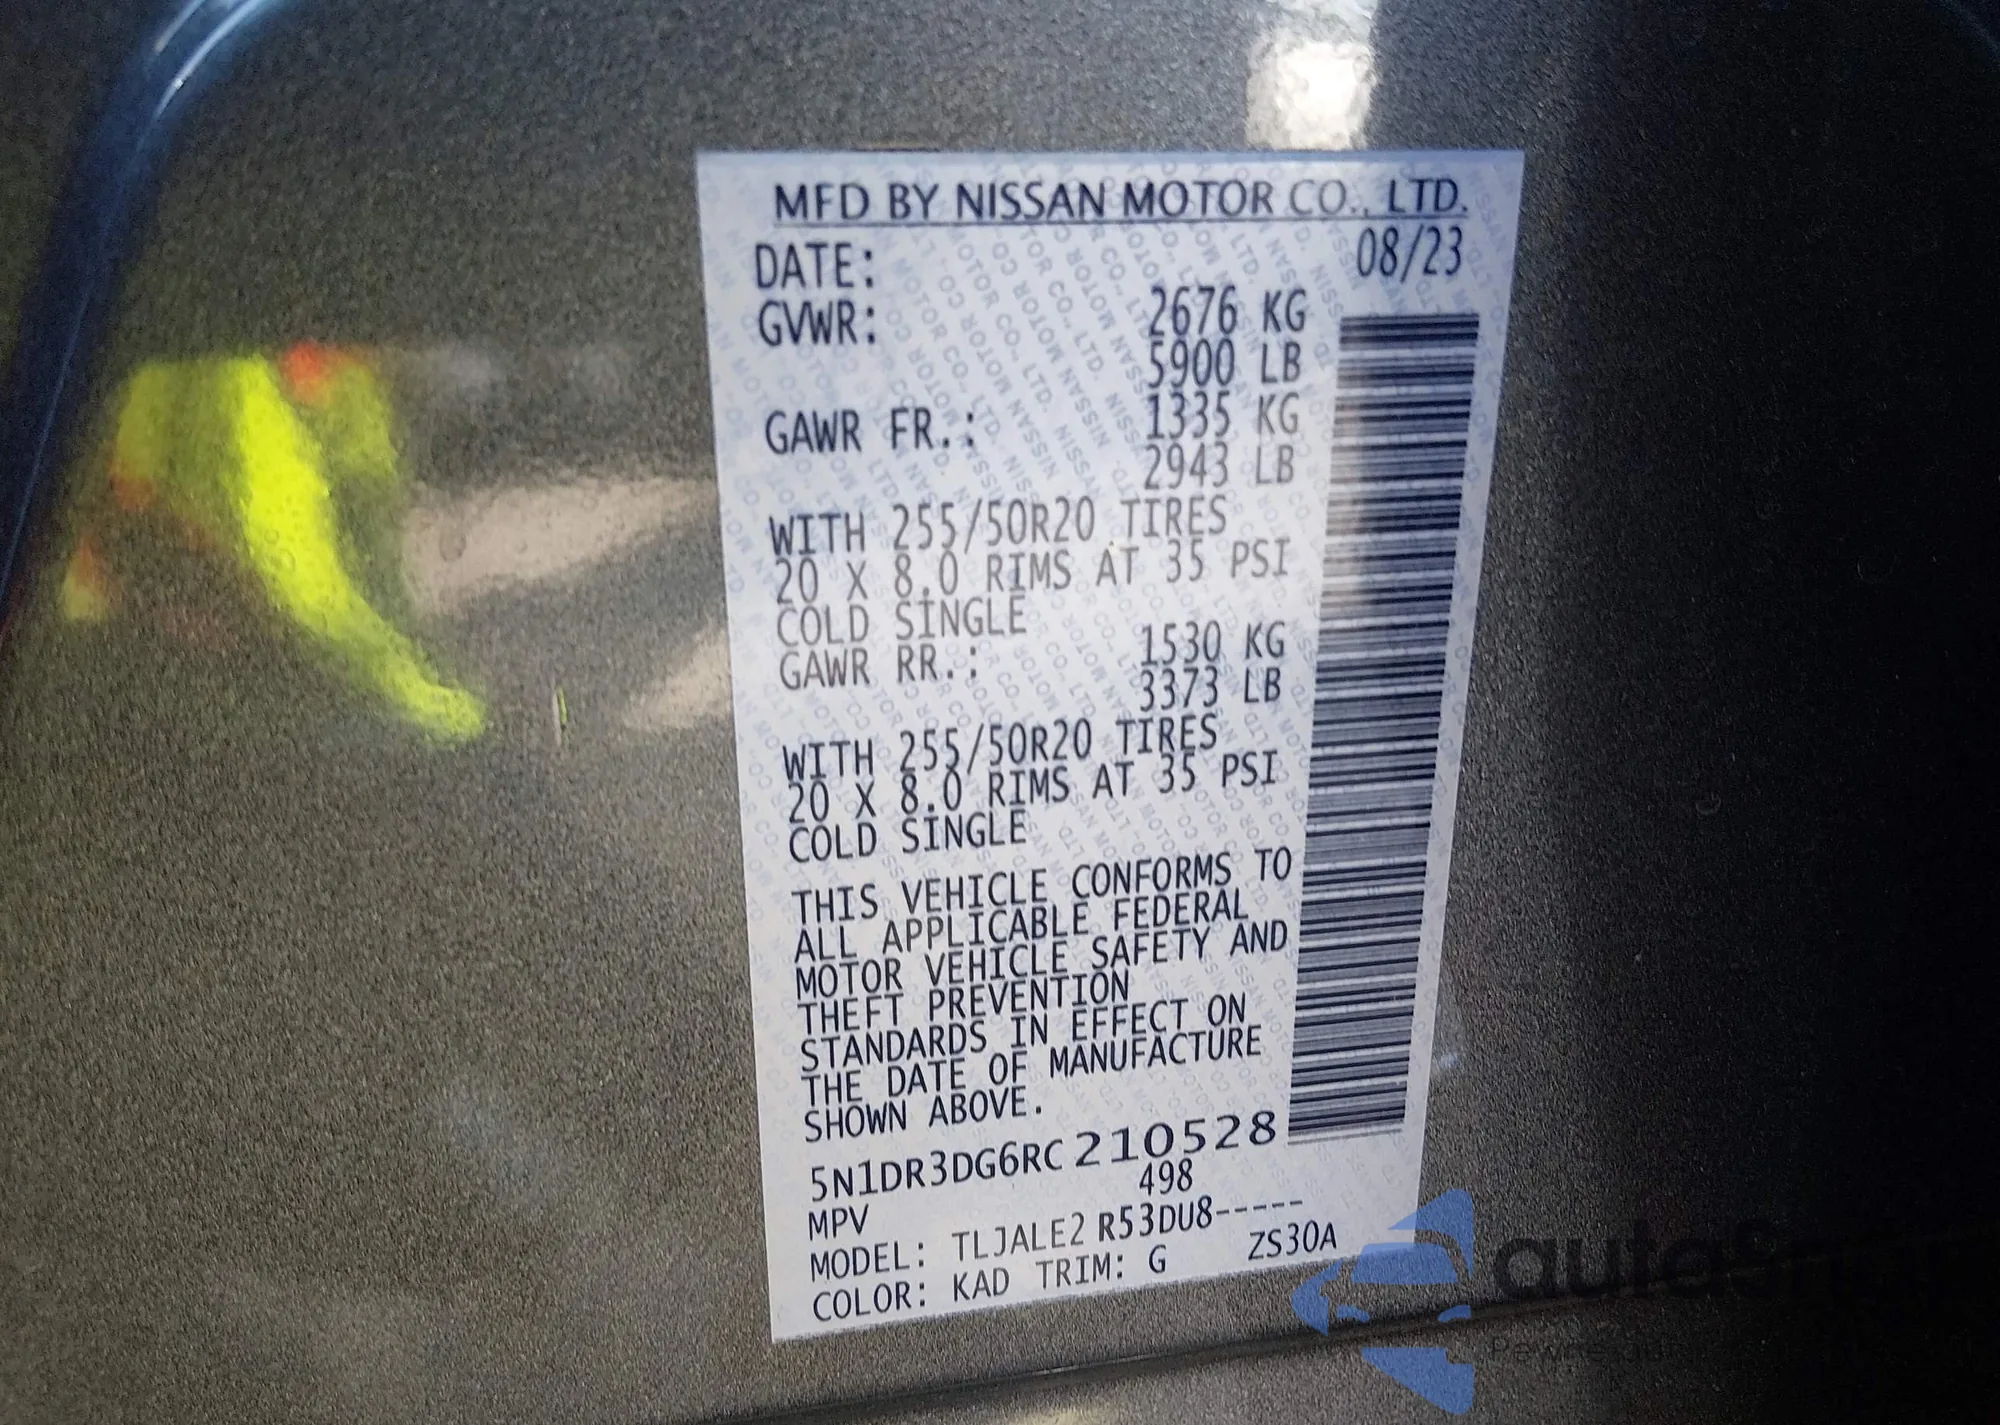 MFD BY NISSAN MOTOR CO., LTD.
DATE: 08/23
GVWR: 2676 KG
5900 LB
GAWR FR.: 1335 KG
2943 LB
WITH 255/50R20 TIRES
20 X 8.0 RIMS AT 35 PSI
COLD SINGLE
GAWR RR.: 1530 KG
3373 LB
WITH 255/50R20 TIRES
20 X 8.0 RIMS AT 35 PSI
COLD SINGLE
THIS VEHICLE CONFORMS TO
ALL APPLICABLE FEDERAL
MOTOR VEHICLE SAFETY AND
THEFT PREVENTION
STANDARDS IN EFFECT ON
THE DATE OF MANUFACTURE
SHOWN ABOVE.
5N1DR3DG6RC210528
498
MPV
MODEL: TLJALE2 R53DU8-----
COLOR: KAD TRIM: G ZS30A